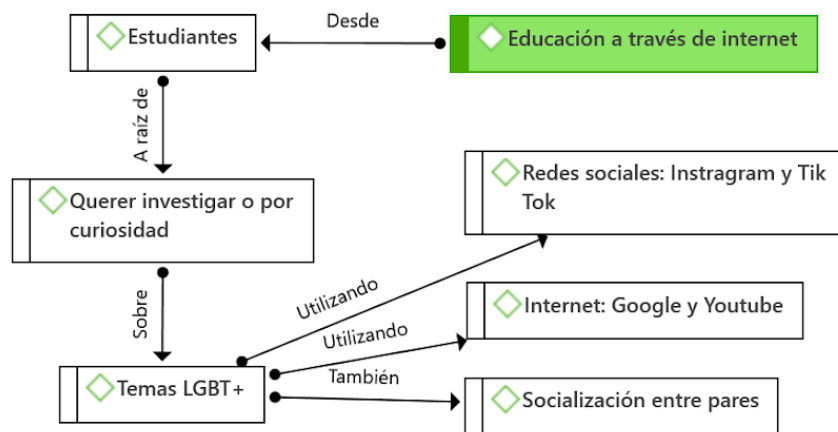 Estudiantes
Desde
Educación a través de internet
A raíz de
Querer investigar o por
curiosidad
Sobre
Temas LGBT+
Utilizando
Redes sociales: Instragram y Tik
Tok
Utilizando
Internet: Google y Youtube
También
Socialización entre pares